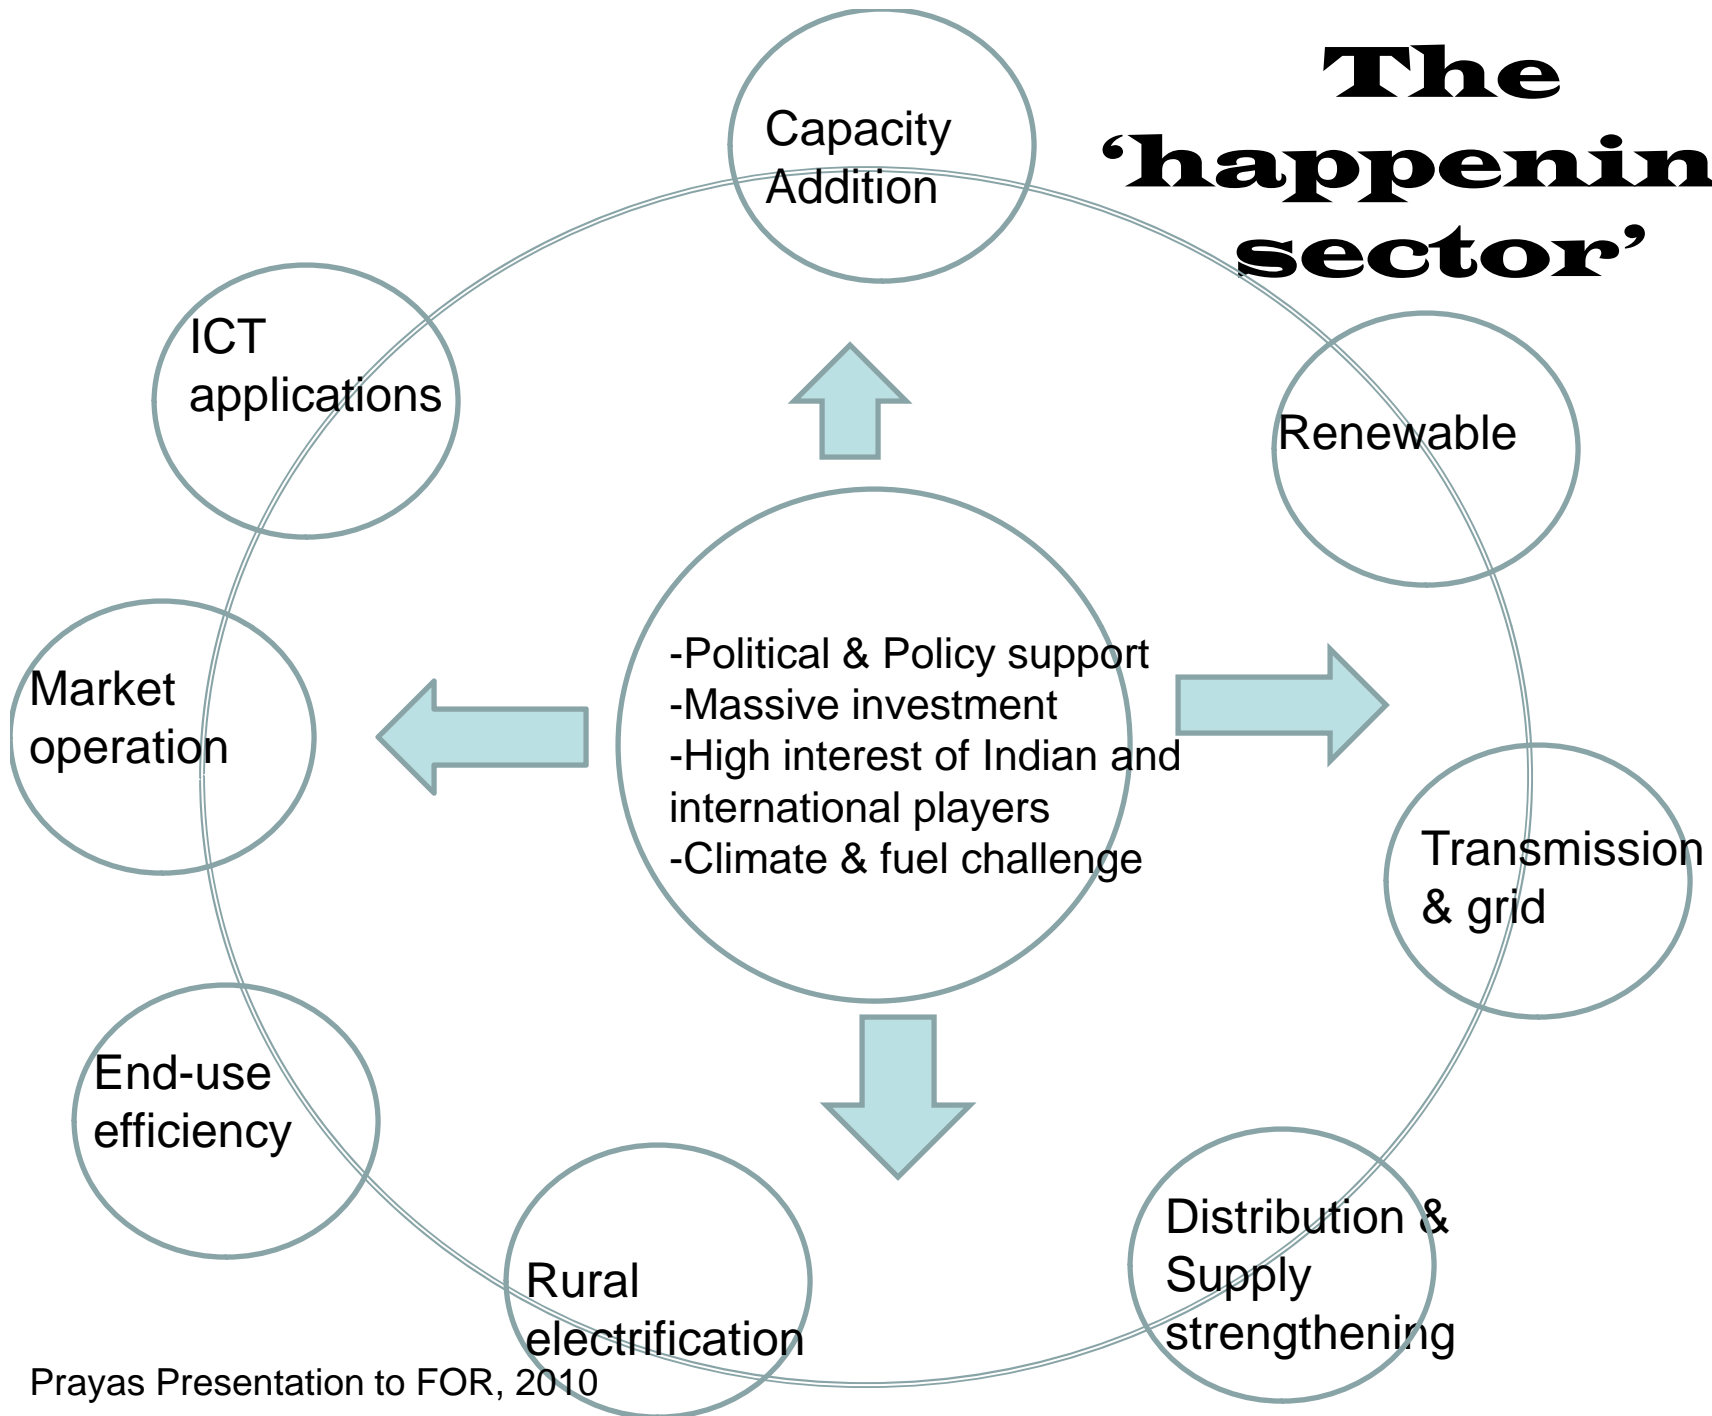 The
‘happenin
sector’
Capacity
Addition
ICT
applications
Renewable
Market
operation
-Political & Policy support
-Massive investment
-High interest of Indian and
international players
-Climate & fuel challenge
Transmission
& grid
End-use
efficiency
Distribution &
Supply
strengthening
Rural
electrification
Prayas Presentation to FOR, 2010